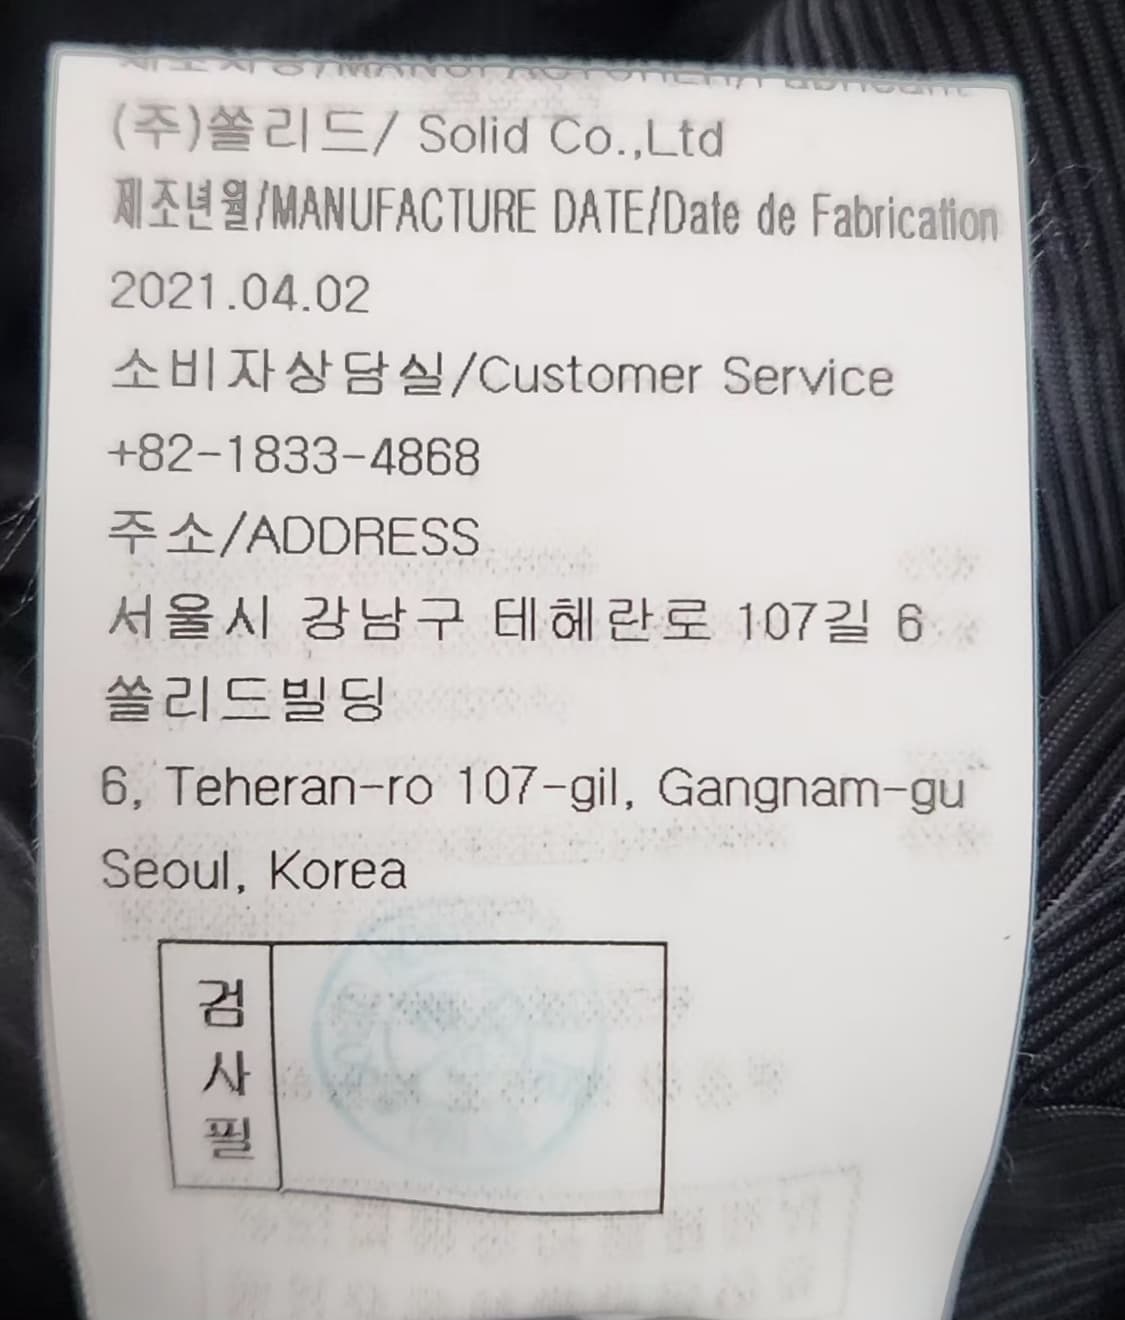 (주)쏠리드/ Solid Co.,Ltd
제조년월/MANUFACTURE DATE/Date de Fabrication
2021.04.02
소비자상담실/Customer Service
+82-1833-4868
주소/ADDRESS
서울시 강남구 테헤란로 107길 6
쏠리드빌딩
6, Teheran-ro 107-gil, Gangnam-gu
Seoul, Korea
검
사
필